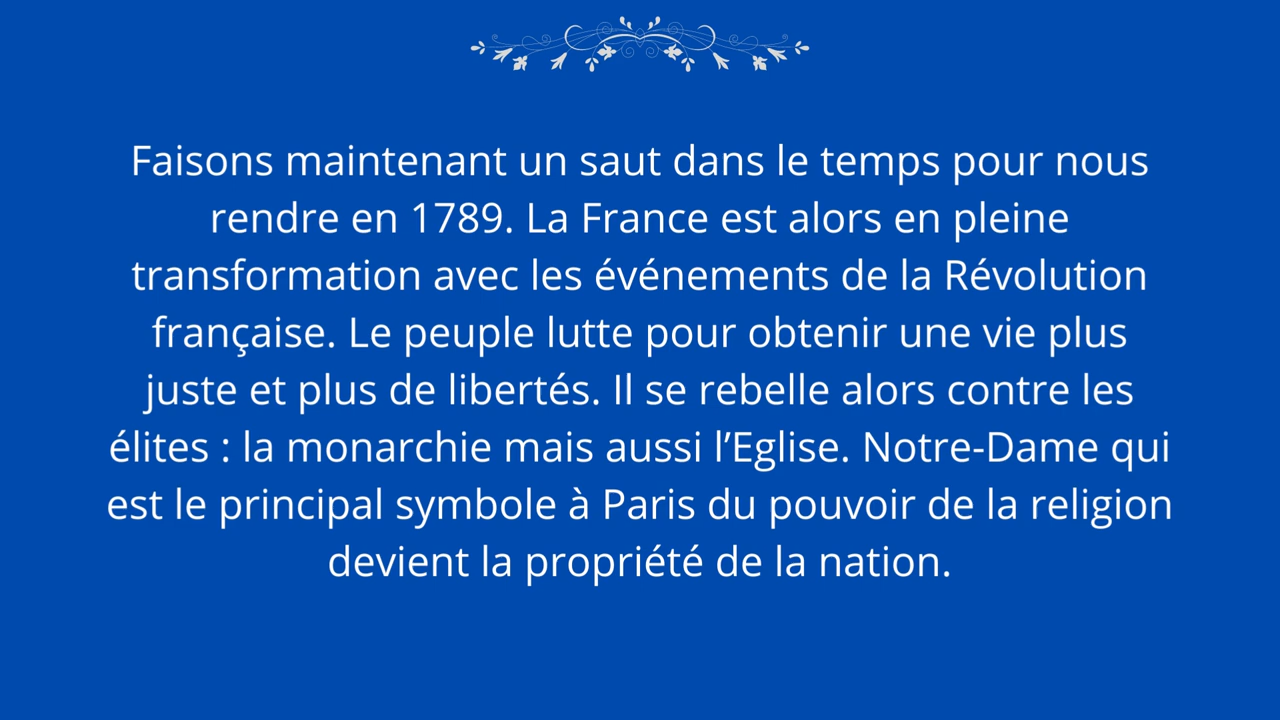 Faisons maintenant un saut dans le temps pour nous
rendre en 1789. La France est alors en pleine
transformation avec les événements de la Révolution
française. Le peuple lutte pour obtenir une vie plus
juste et plus de libertés. Il se rebelle alors contre les
élites : la monarchie mais aussi l’Eglise. Notre-Dame qui
est le principal symbole à Paris du pouvoir de la religion
devient la propriété de la nation.